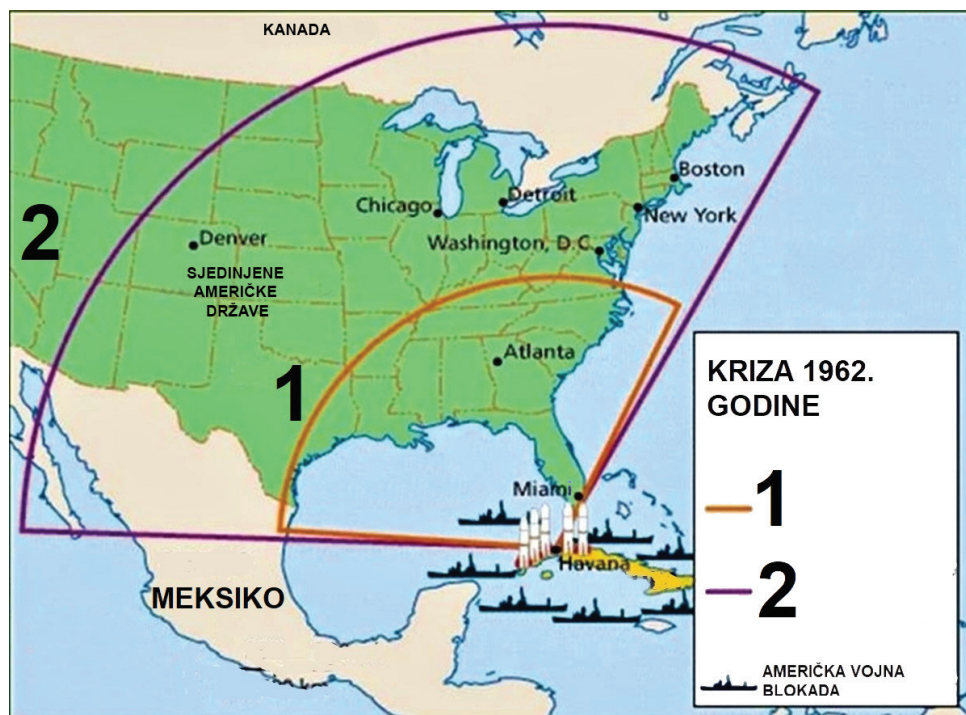 KANADA
2
Boston
Detroit
Chicago
New York
Washington, D.C.
Denver
SJEDINJENE
AMERIČKE
DRŽAVE
1
Atlanta
Miami
Havana
MEKSIKO
KRIZA 1962.
GODINE
1
2
AMERIČKA VOJNA
BLOKADA